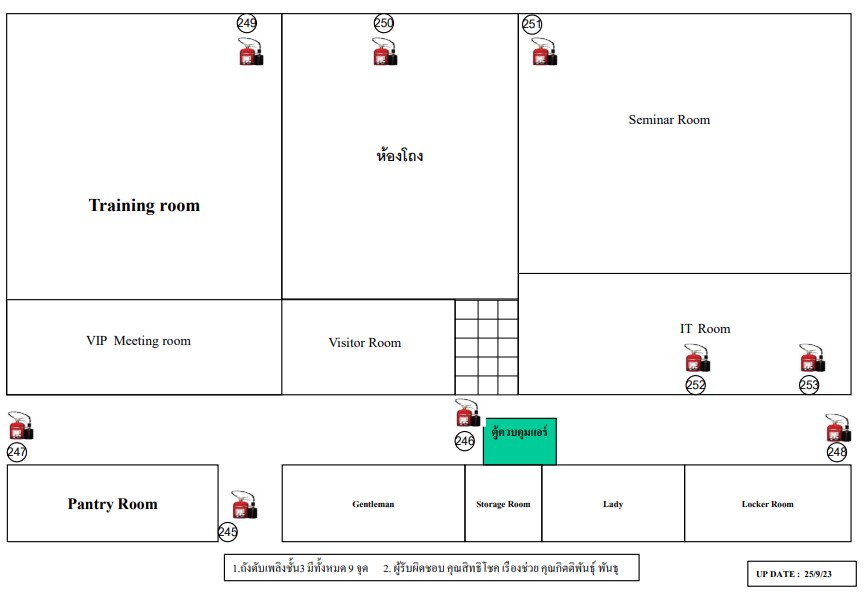 249
250
251
Seminar Room
ห้องโถง
Training room
VIP Meeting room
Visitor Room
IT Room
252
253
247
246
ตู้ควบคุมแอร์
248
Pantry Room
245
Gentleman
Storage Room
Lady
Locker Room
1.ถังดับเพลิงชั้น3 มีทั้งหมด 9 จุด 2. ผู้รับผิดชอบ คุณสิทธิโชค เรืองช่วย คุณกิตติพันธุ์ พันธุ
UP DATE : 25/9/23